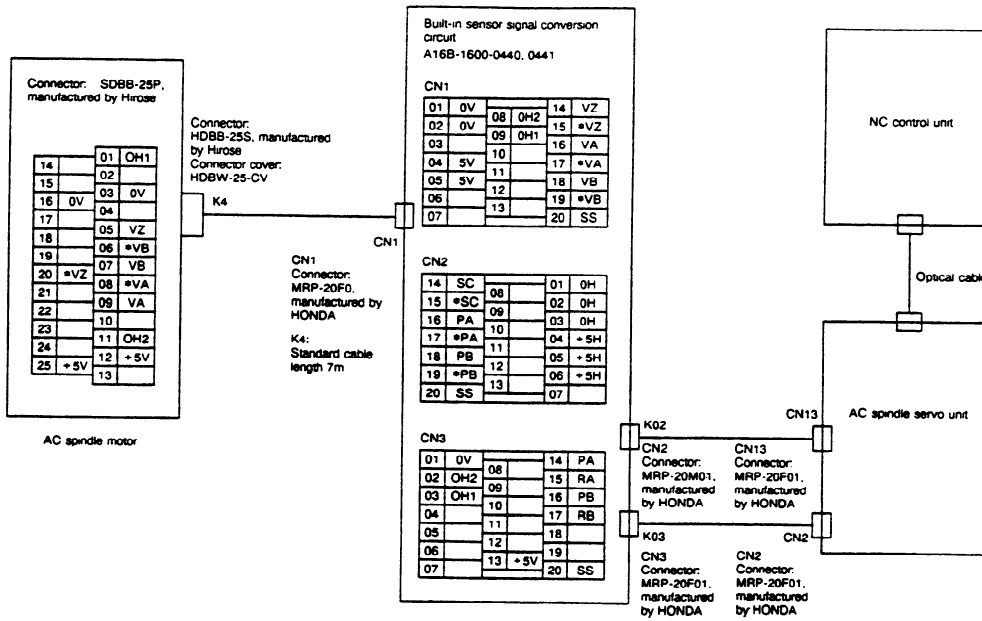 Connector: SDBB-25P,
manufactured by Hirose
01 OH1
14
02
15
03 0V
16 0V
04
17
05 VZ
18
06 *VB
19
07 VB
20 *VZ
08 *VA
21
09 VA
22
10
23
11 OH2
24
12 +5V
25 +5V
13
AC spindle motor
Connector:
HDBB-25S, manufactured
by Hirose
Connector cover:
HDBW-25-CV
K4
CN1
CN1
Connector:
MRP-20F0,
manufactured by
HONDA
K4:
Standard cable
length 7m
Built-in sensor signal conversion
circuit
A16B-1600-0440, 0441
CN1
01 0V 14 VZ
08 0H2
02 0V 15 *VZ
09 0H1
03 16 VA
10
04 5V 17 *VA
11
05 5V 18 VB
12
06 19 *VB
13
07 20 SS
CN2
14 SC 01 0H
08
15 *SC 02 0H
09
16 PA 03 0H
10
17 *PA 04 +5H
11
18 PB 05 +5H
12
19 *PB 06 +5H
13
20 SS 07
CN3
01 0V 14 PA
08
02 OH2 15 RA
09
03 OH1 16 PB
10
04 17 RB
11
05 18
12
06 19
13 +5V
07 20 SS
K02
CN2
Connector:
MRP-20M01,
manufactured
by HONDA
CN13
CN13
Connector:
MRP-20F01,
manufactured
by HONDA
K03
CN3
Connector:
MRP-20F01,
manufactured
by HONDA
CN2
CN2
Connector:
MRP-20F01,
manufactured
by HONDA
NC control unit
Optical cable
AC spindle servo unit